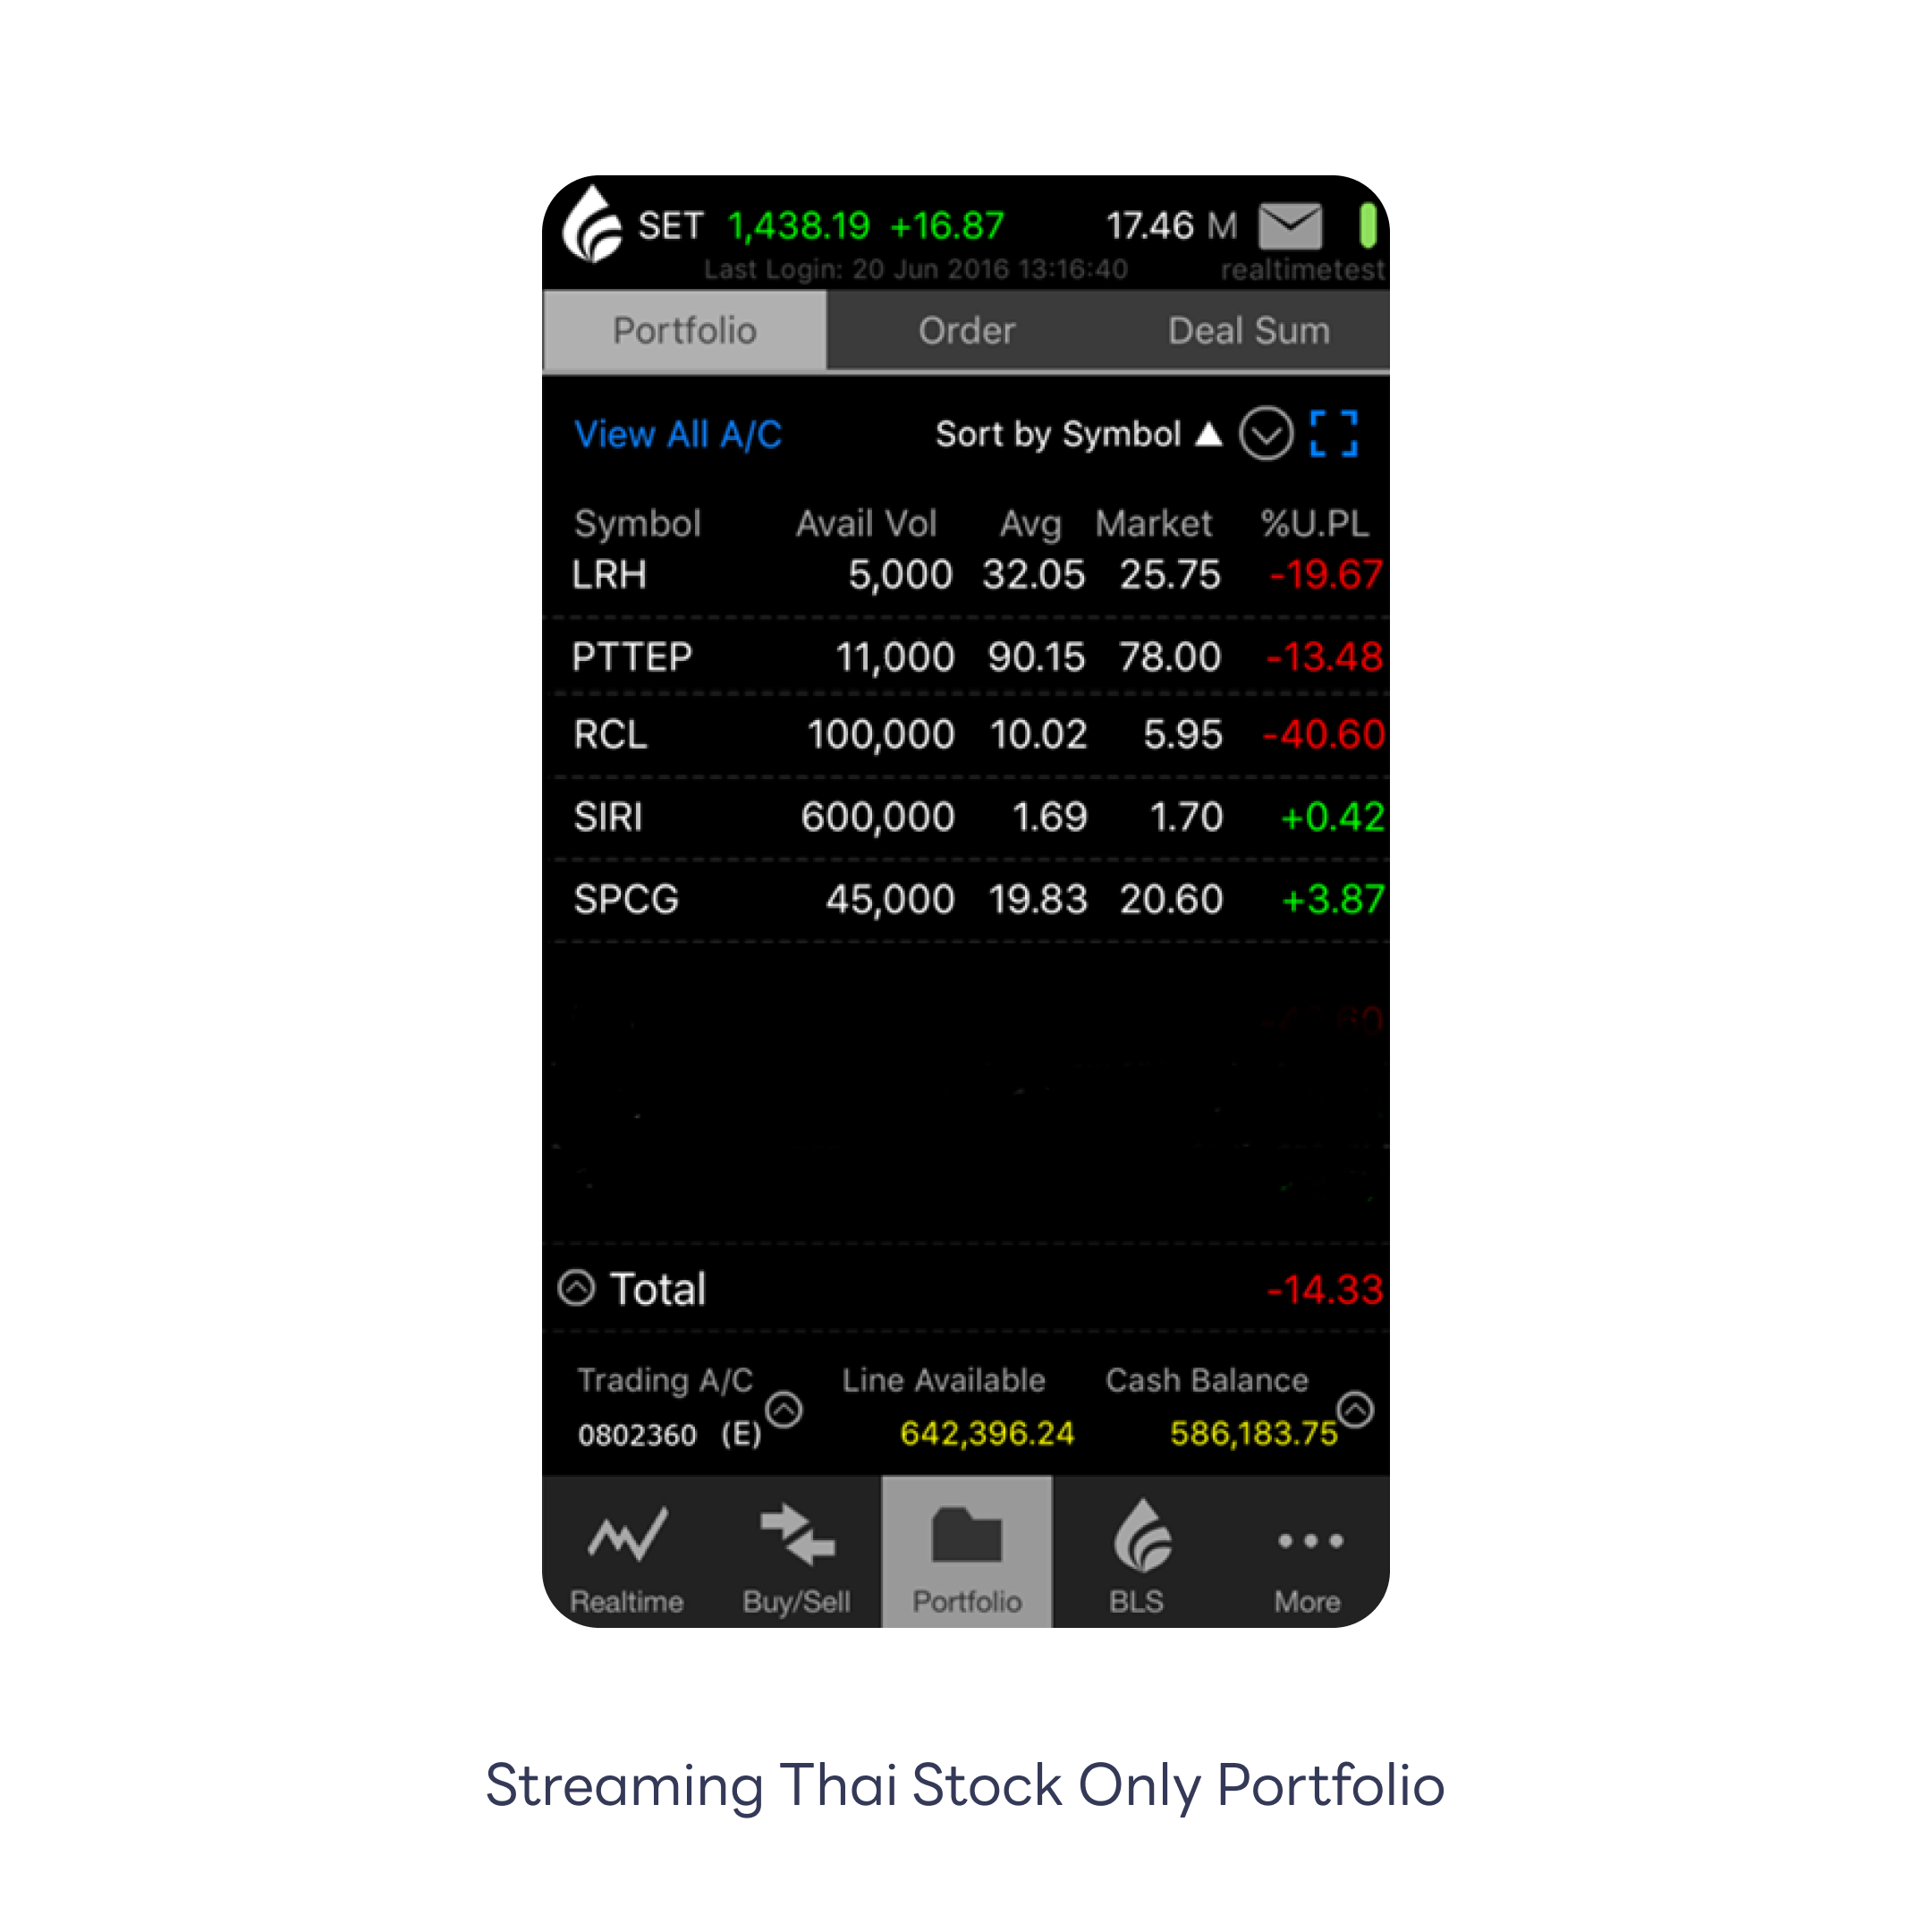 SET 1,438.19 +16.87 17.46 M
Last Login: 20 Jun 2016 13:16:40 realtimetest
Portfolio Order Deal Sum
View All A/C Sort by Symbol ▲
Symbol Avail Vol Avg Market %U.PL
LRH 5,000 32.05 25.75 -19.67
PTTEP 11,000 90.15 78.00 -13.48
RCL 100,000 10.02 5.95 -40.60
SIRI 600,000 1.69 1.70 +0.42
SPCG 45,000 19.83 20.60 +3.87
Total -14.33
Trading A/C Line Available Cash Balance
0802360 (E) 642,396.24 586,183.75
Realtime Buy/Sell Portfolio BLS More
Streaming Thai Stock Only Portfolio